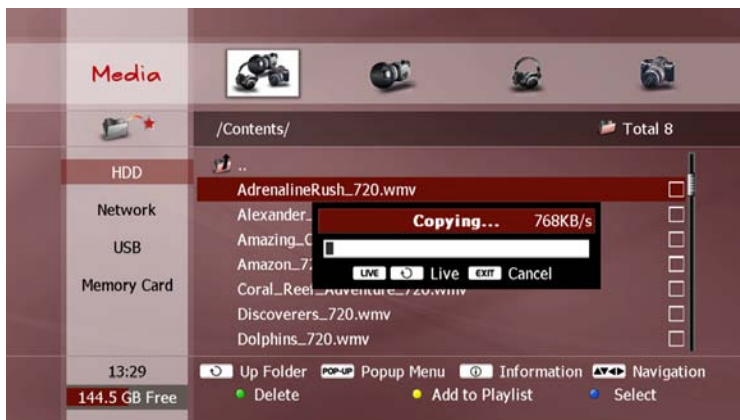 Media
/Contents/ Total 8
HDD
Network
USB
Memory Card
..
AdrenalineRush_720.wmv
Alexander_
Amazing_
Amazon_7
Coral_Reef_Adventure_720.wmv
Discoverers_720.wmv
Dolphins_720.wmv
Copying... 768KB/s
LIVE Live EXIT Cancel
13:29
144.5 GB Free
Up Folder POP-UP Popup Menu Information Navigation
Delete Add to Playlist Select